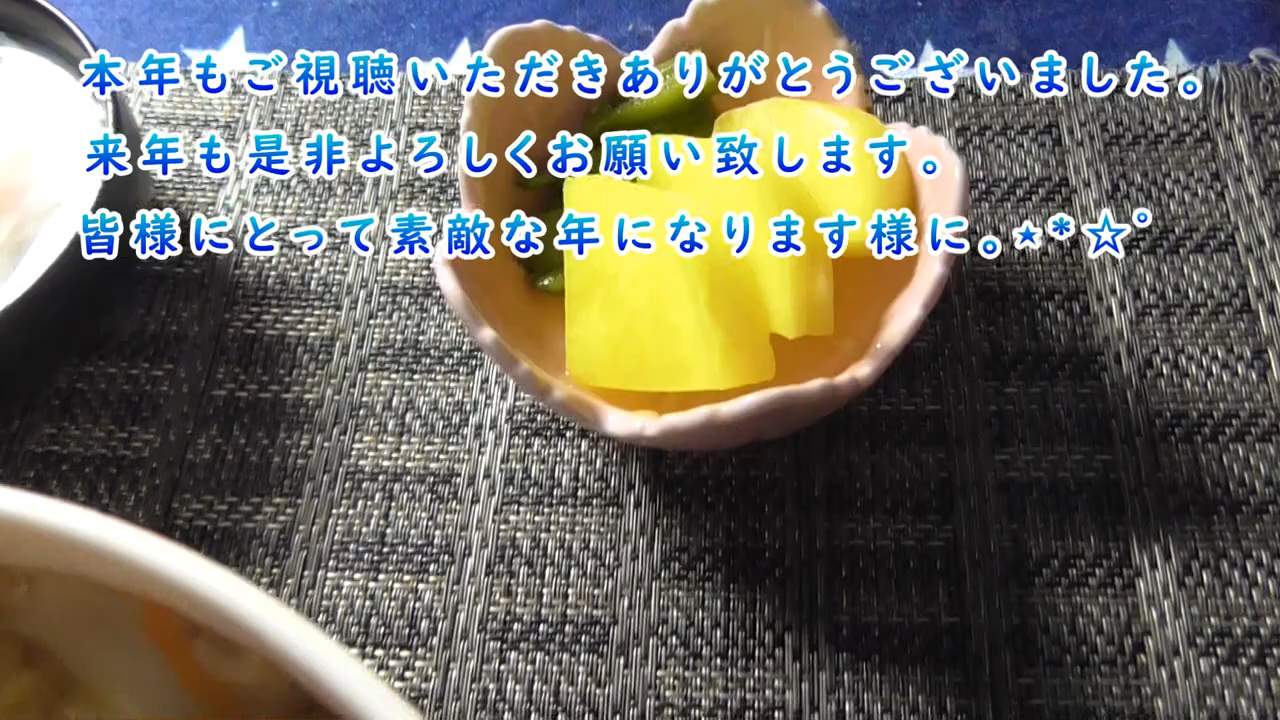 本年もご視聴いただきありがとうございました。
来年も是非よろしくお願い致します。
皆様にとって素敵な年になります様に。⋆*☆゚